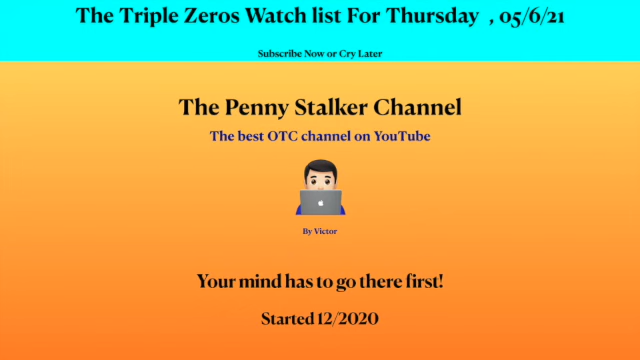 The Triple Zeros Watch list For Thursday , 05/6/21
Subscribe Now or Cry Later
The Penny Stalker Channel
The best OTC channel on YouTube
By Victor
Your mind has to go there first!
Started 12/2020